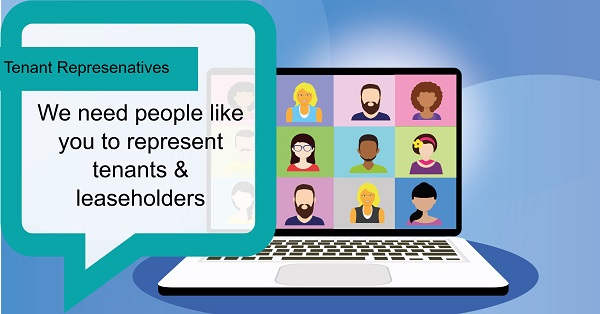 Tenant Represenatives
We need people like
you to represent
tenants &
leaseholders